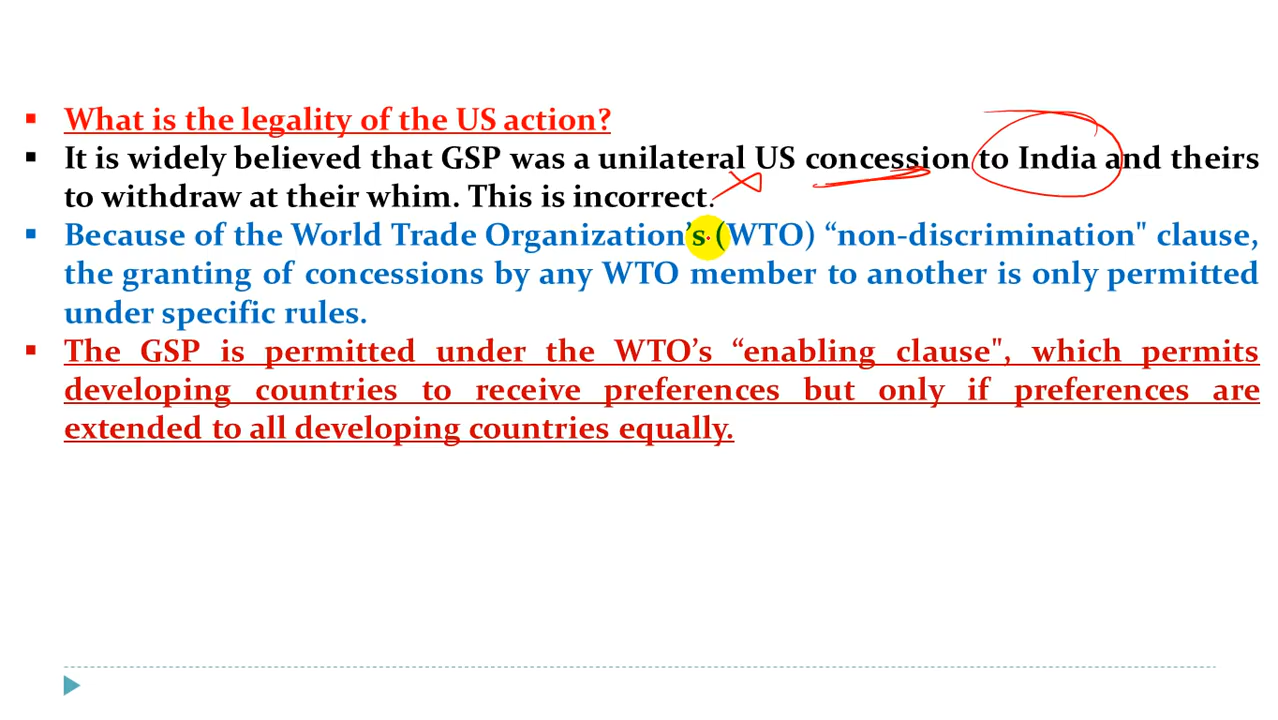 What is the legality of the US action?
It is widely believed that GSP was a unilateral US concession to India and theirs
to withdraw at their whim. This is incorrect.
Because of the World Trade Organization’s (WTO) “non-discrimination" clause,
the granting of concessions by any WTO member to another is only permitted
under specific rules.
The GSP is permitted under the WTO’s “enabling clause", which permits
developing countries to receive preferences but only if preferences are
extended to all developing countries equally.